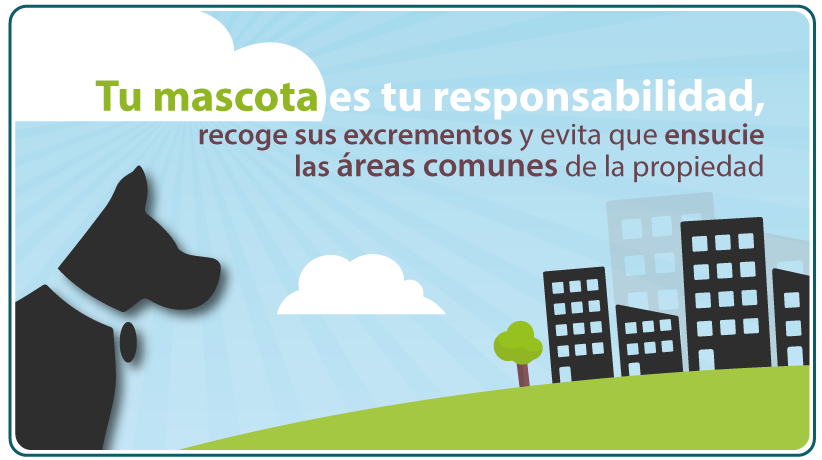 Tu mascota es tu responsabilidad,
recoge sus excrementos y evita que ensucie
las áreas comunes de la propiedad